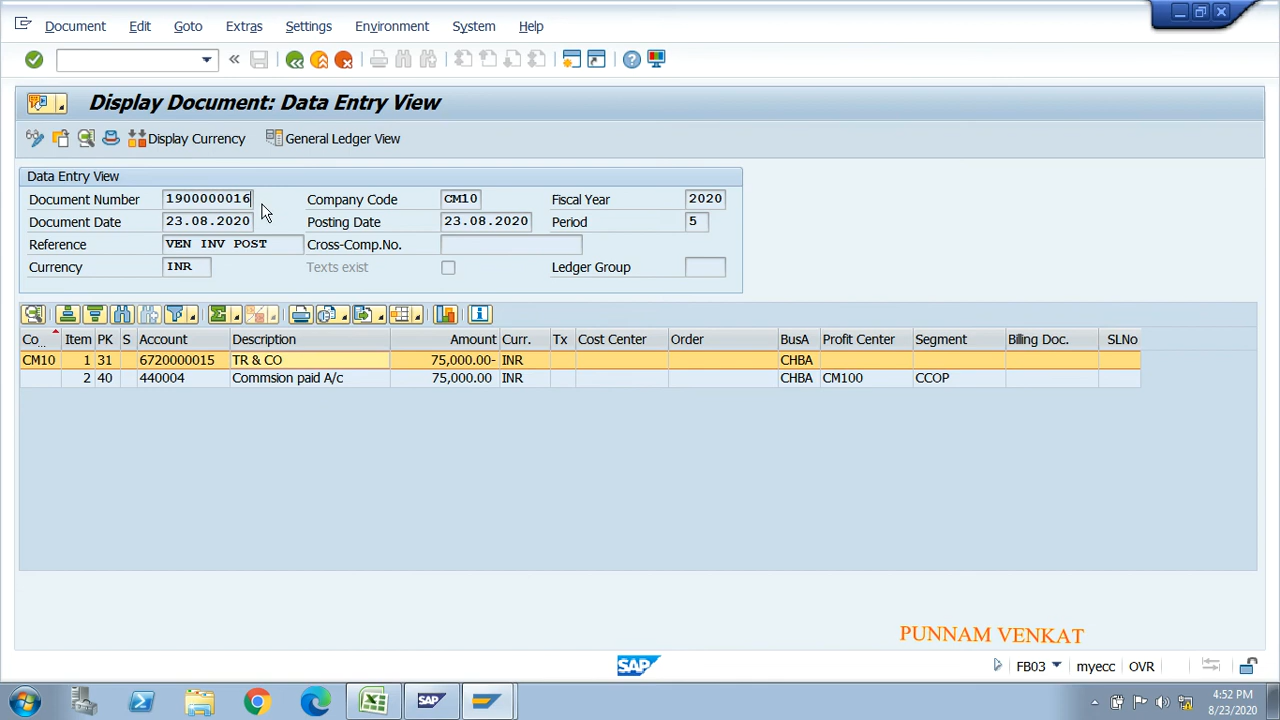 Document Edit Goto Extras Settings Environment System Help
Display Document: Data Entry View
Display Currency General Ledger View
Data Entry View
Document Number 1900000016 Company Code CM10 Fiscal Year 2020
Document Date 23.08.2020 Posting Date 23.08.2020 Period 5
Reference VEN INV POST Cross-Comp.No.
Currency INR Texts exist Ledger Group
Co... Item PK S Account Description Amount Curr. Tx Cost Center Order BusA Profit Center Segment Billing Doc. SLNo
CM10 1 31 6720000015 TR & CO 75,000.00- INR CHBA
2 40 440004 Commsion paid A/c 75,000.00 INR CHBA CM100 CCOP
PUNNAM VENKAT
SAP FB03 myecc OVR
SAP
4:52 PM
8/23/2020